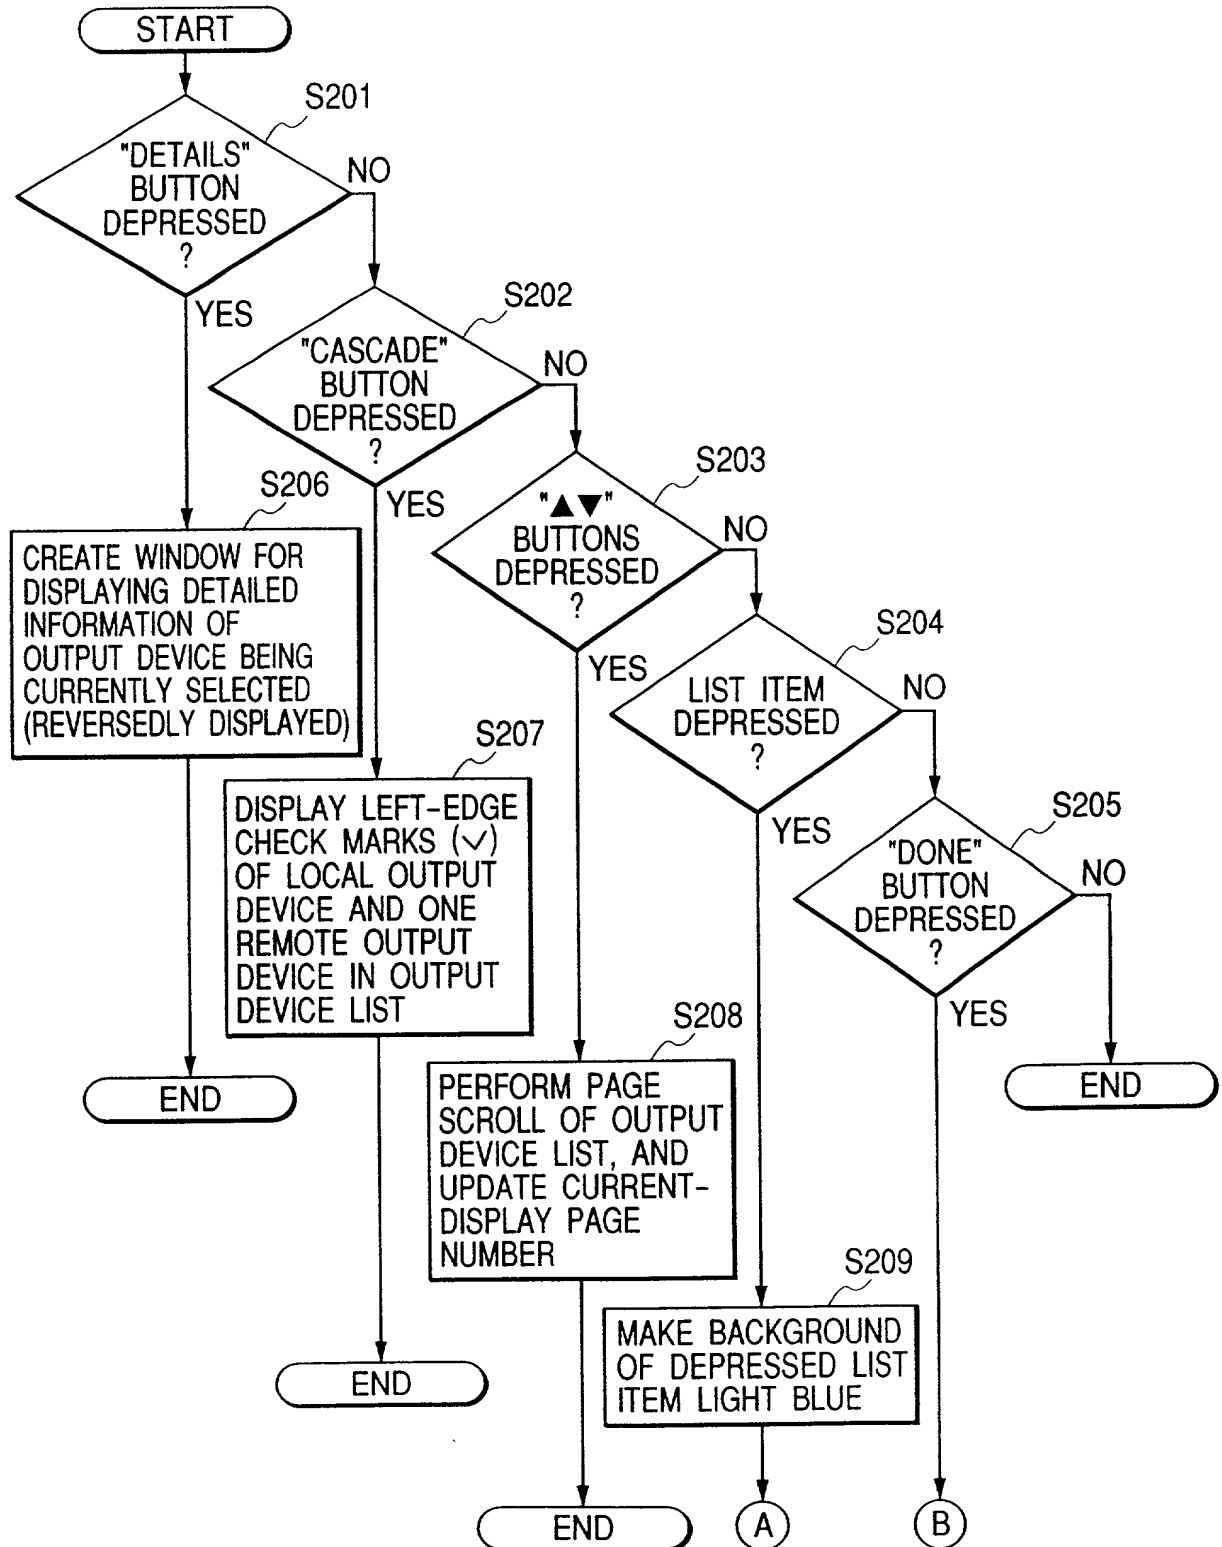 START
S201
"DETAILS"
BUTTON
DEPRESSED
?
NO
YES
S202
"CASCADE"
BUTTON
DEPRESSED
?
NO
YES
S203
"▲▼"
BUTTONS
DEPRESSED
?
NO
YES
S204
LIST ITEM
DEPRESSED
?
NO
YES
S205
"DONE"
BUTTON
DEPRESSED
?
NO
YES
S206
CREATE WINDOW FOR
DISPLAYING DETAILED
INFORMATION OF
OUTPUT DEVICE BEING
CURRENTLY SELECTED
(REVERSEDLY DISPLAYED)
END
S207
DISPLAY LEFT-EDGE
CHECK MARKS (✓)
OF LOCAL OUTPUT
DEVICE AND ONE
REMOTE OUTPUT
DEVICE IN OUTPUT
DEVICE LIST
END
S208
PERFORM PAGE
SCROLL OF OUTPUT
DEVICE LIST, AND
UPDATE CURRENT-
DISPLAY PAGE
NUMBER
END
S209
MAKE BACKGROUND
OF DEPRESSED LIST
ITEM LIGHT BLUE
A
B
END